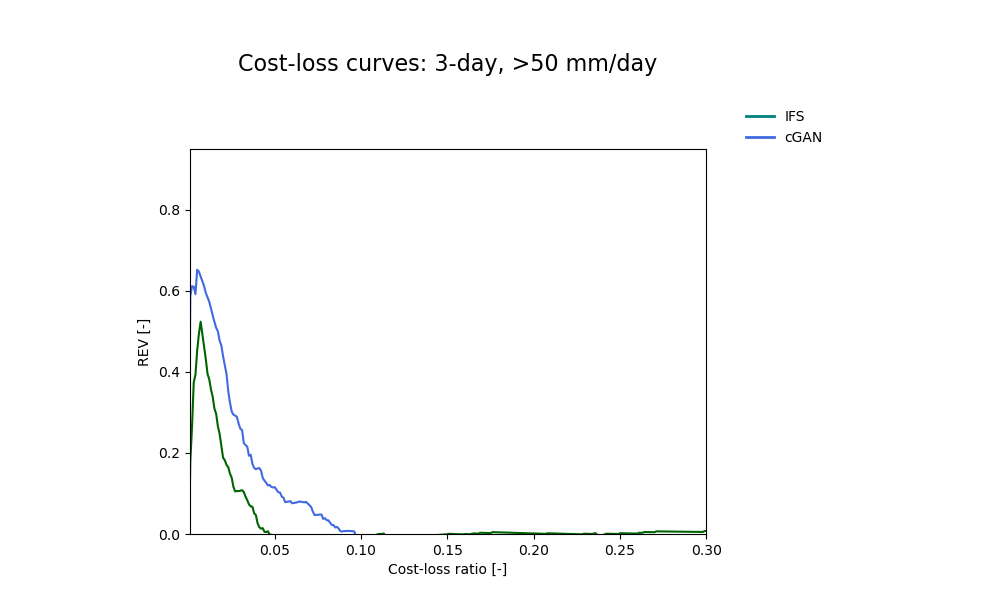 Cost-loss curves: 3-day, >50 mm/day
IFS
cGAN
0.8
0.6
0.4
0.2
0.0
REV [-]
0.05 0.10 0.15 0.20 0.25 0.30
Cost-loss ratio [-]